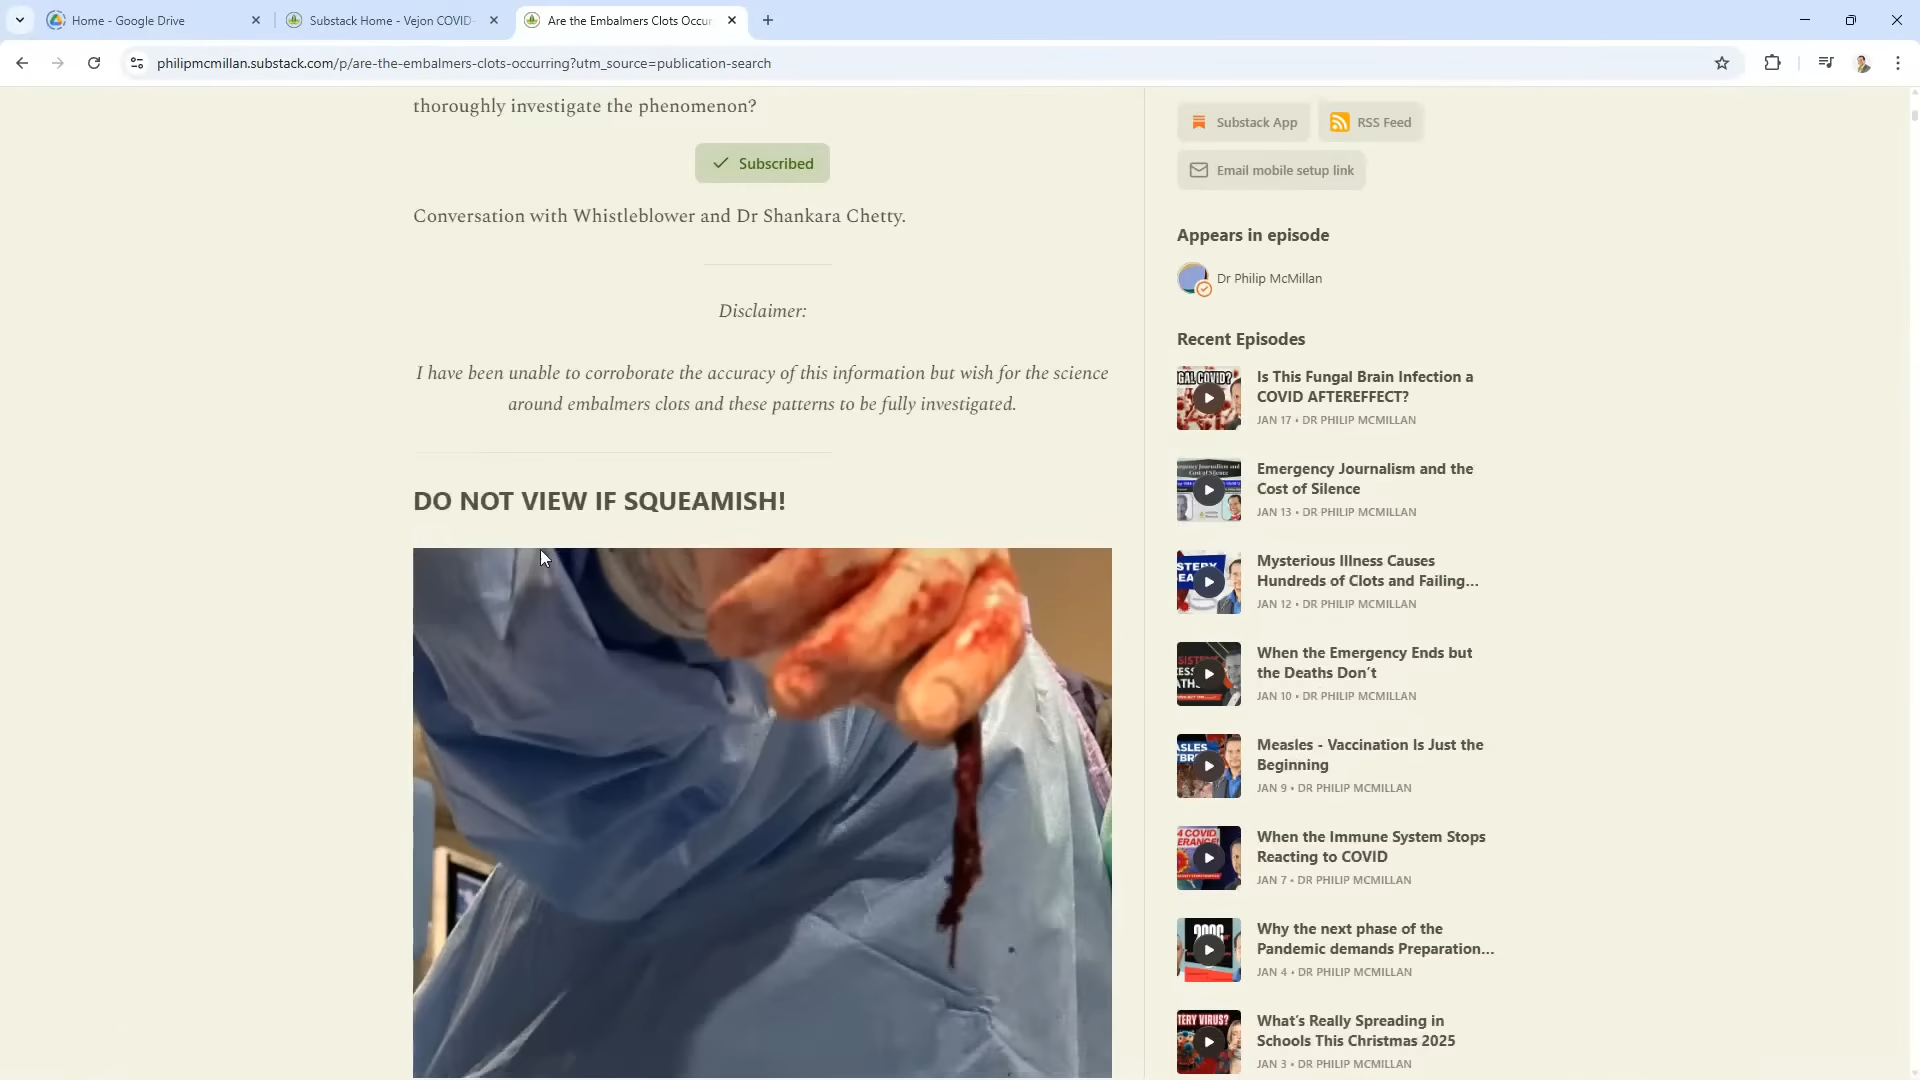 Home - Google Drive
Substack Home - Vejon COVID-
Are the Embalmers Clots Occur
philipmcmillan.substack.com/p/are-the-embalmers-clots-occurring?utm_source=publication-search
thoroughly investigate the phenomenon?
Subscribed
Conversation with Whistleblower and Dr Shankara Chetty.
Disclaimer:
I have been unable to corroborate the accuracy of this information but wish for the science
around embalmers clots and these patterns to be fully investigated.
DO NOT VIEW IF SQUEAMISH!
Substack App
RSS Feed
Email mobile setup link
Appears in episode
Dr Philip McMillan
Recent Episodes
Is This Fungal Brain Infection a
COVID AFTEREFFECT?
JAN 17 • DR PHILIP MCMILLAN
Emergency Journalism and the
Cost of Silence
JAN 13 • DR PHILIP MCMILLAN
Mysterious Illness Causes
Hundreds of Clots and Failing...
JAN 12 • DR PHILIP MCMILLAN
When the Emergency Ends but
the Deaths Don't
JAN 10 • DR PHILIP MCMILLAN
Measles - Vaccination Is Just the
Beginning
JAN 9 • DR PHILIP MCMILLAN
When the Immune System Stops
Reacting to COVID
JAN 7 • DR PHILIP MCMILLAN
Why the next phase of the
Pandemic demands Preparation...
JAN 4 • DR PHILIP MCMILLAN
What's Really Spreading in
Schools This Christmas 2025
JAN 3 • DR PHILIP MCMILLAN